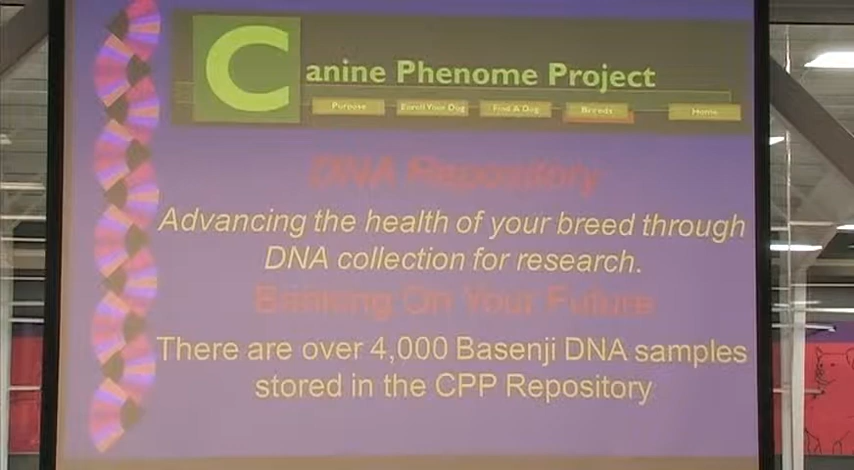 Canine Phenome Project
Purpose Enroll Your Dog Find A Dog Breeds Home
DNA Repository
Advancing the health of your breed through
DNA collection for research.
Banking On Your Future
There are over 4,000 Basenji DNA samples
stored in the CPP Repository